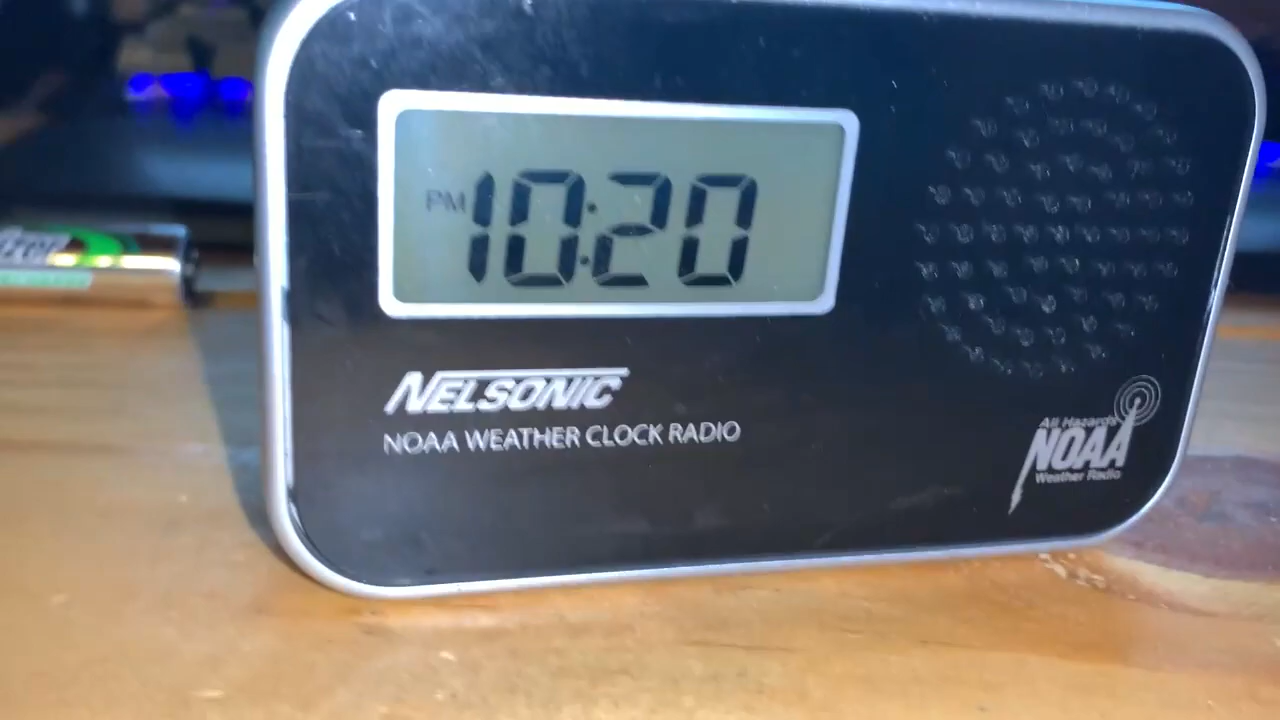 PM 10:20
NELSONIC
NOAA WEATHER CLOCK RADIO
All Hazards
NOAA
Weather Radio